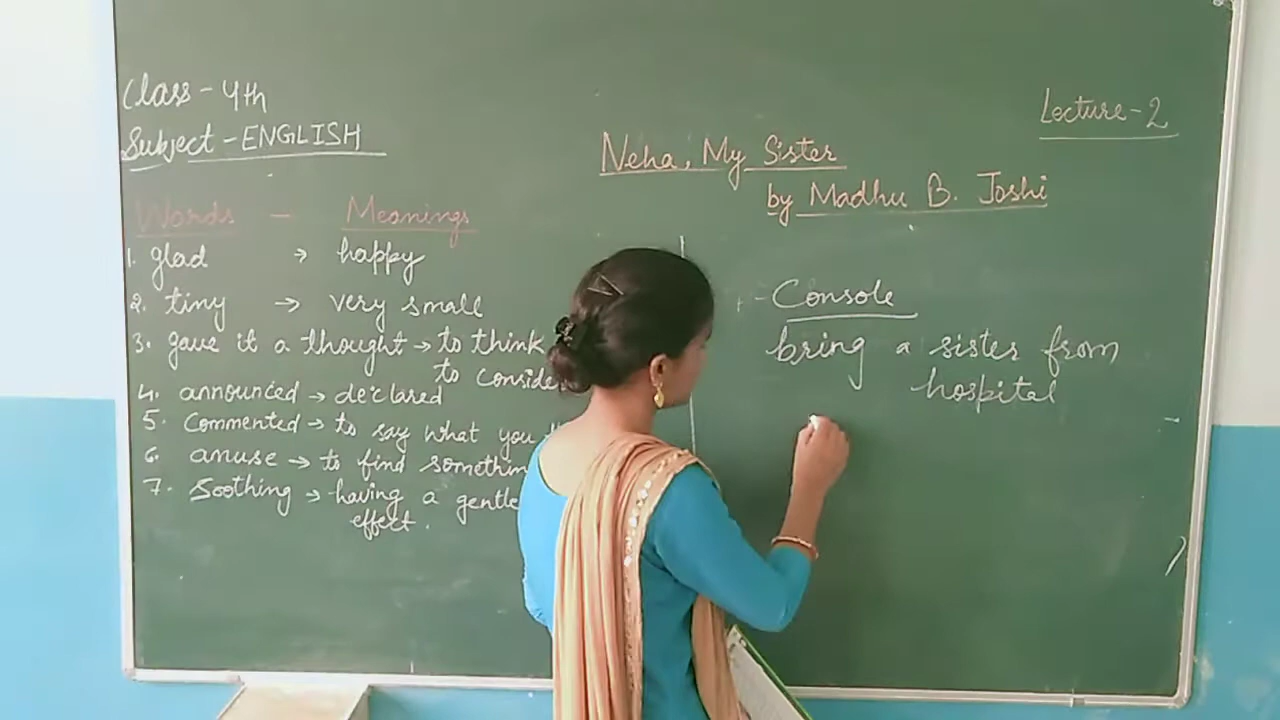 Class - 4th
Subject - ENGLISH
Lecture - 2
Neha, My Sister
by Madhu B. Joshi
Words - Meanings
1. glad → happy
2. tiny → very small
3. gave it a thought → to think
to conside
4. announced → declared
5. Commented → to say what you
6. amuse → to find somethin
7. Soothing → having a gentle
effect.
Console
bring a sister from
hospital